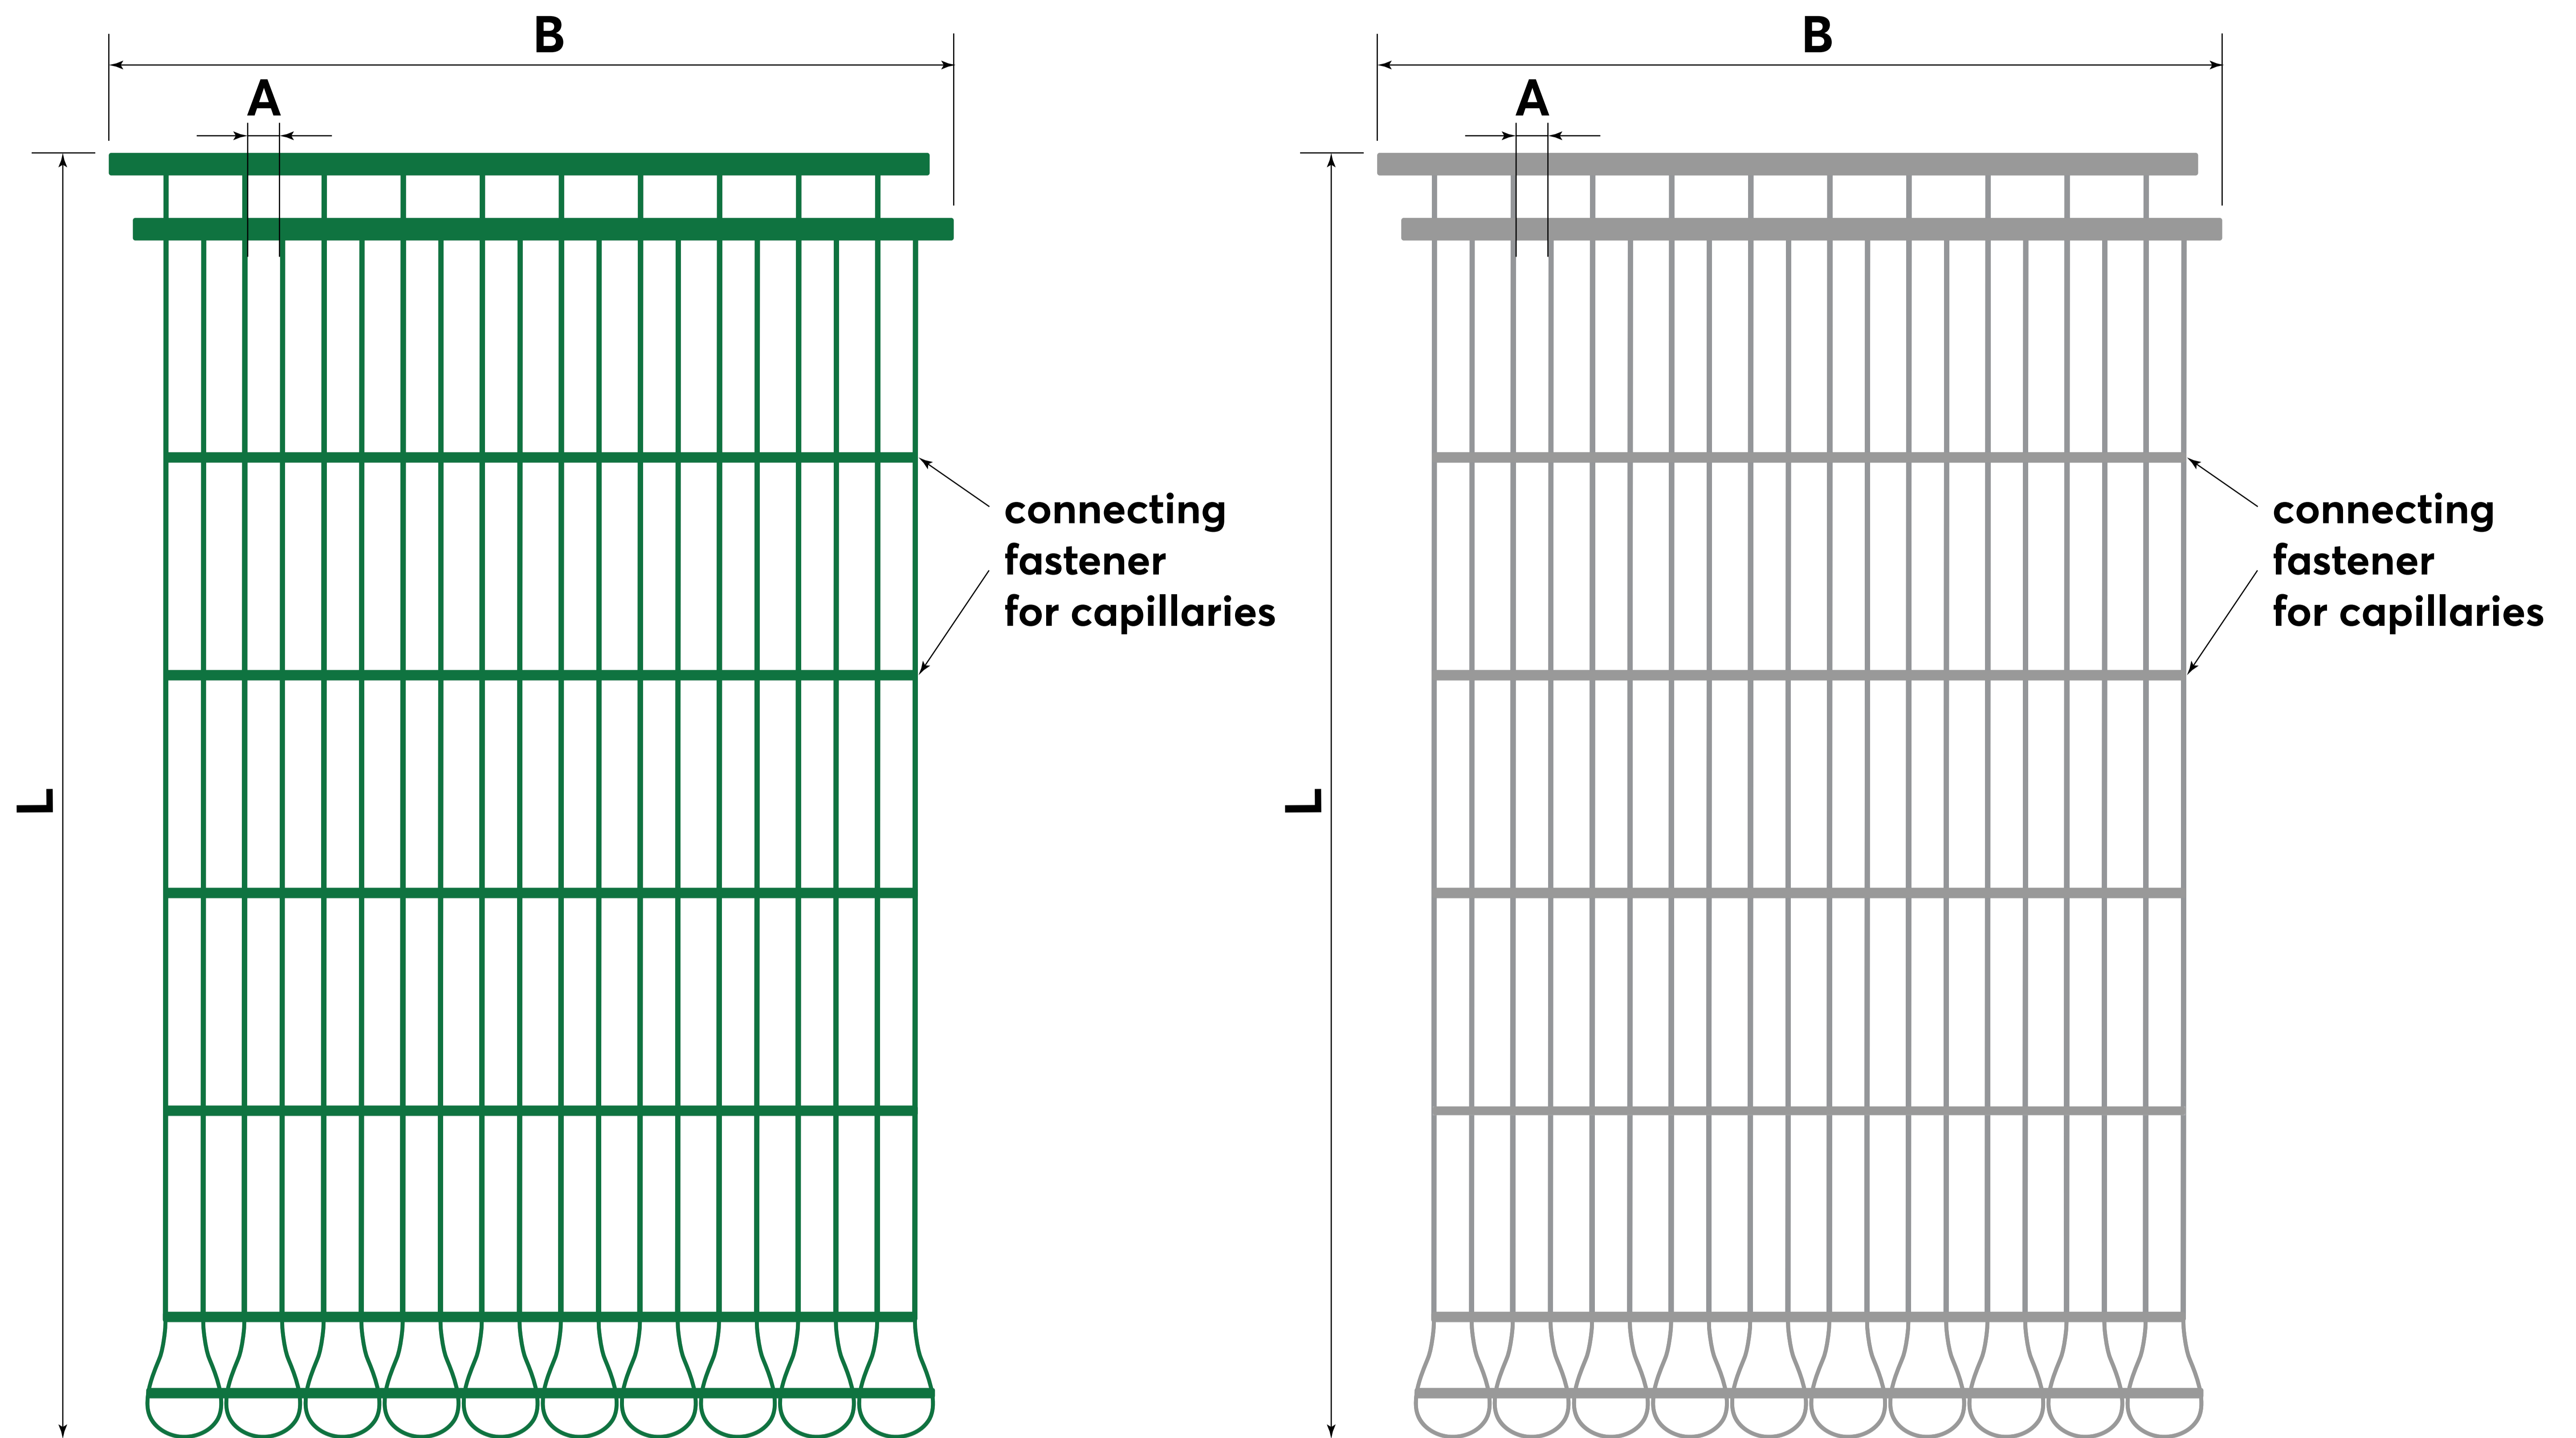 B
A
L
connecting
fastener
for capillaries
B
A
L
connecting
fastener
for capillaries